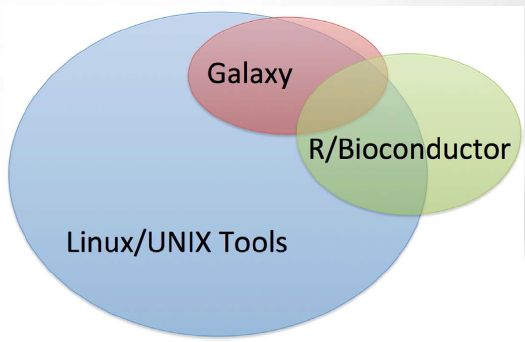 Galaxy
R/Bioconductor
Linux/UNIX Tools